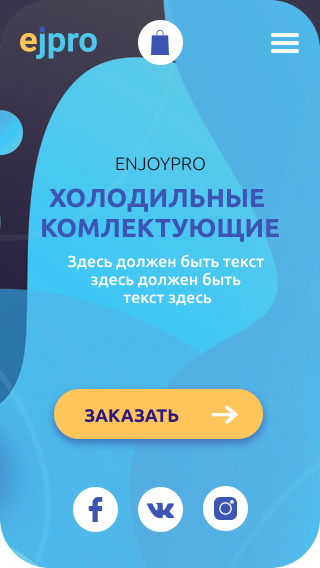 ejpro
ENJOYPRO
ХОЛОДИЛЬНЫЕ
КОМЛЕКТУЮЩИЕ
Здесь должен быть текст
здесь должен быть
текст здесь
ЗАКАЗАТЬ